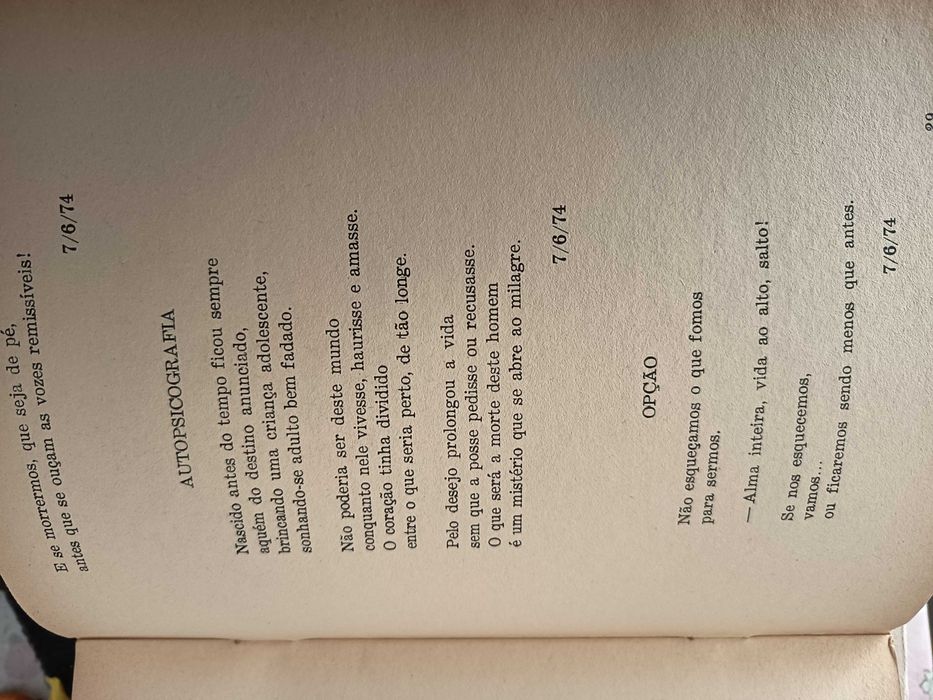 E se morrermos, que seja de pé,
antes que se ouçam as vozes remissíveis!
7/6/74
AUTOPSICOGRAFIA
Nascido antes do tempo ficou sempre
aquém do destino anunciado,
brincando uma criança adolescente,
sonhando-se adulto bem fadado.
Não poderia ser deste mundo
conquanto nele vivesse, haurisse e amasse.
O coração tinha dividido
entre o que seria perto, de tão longe.
Pelo desejo prolongou a vida
sem que a posse pedisse ou recusasse.
O que será a morte deste homem
é um mistério que se abre ao milagre.
7/6/74
OPÇÃO
Não esqueçamos o que fomos
para sermos.
— Alma inteira, vida ao alto, salto!
Se nos esquecemos,
vamos...
ou ficaremos sendo menos que antes.
7/6/74